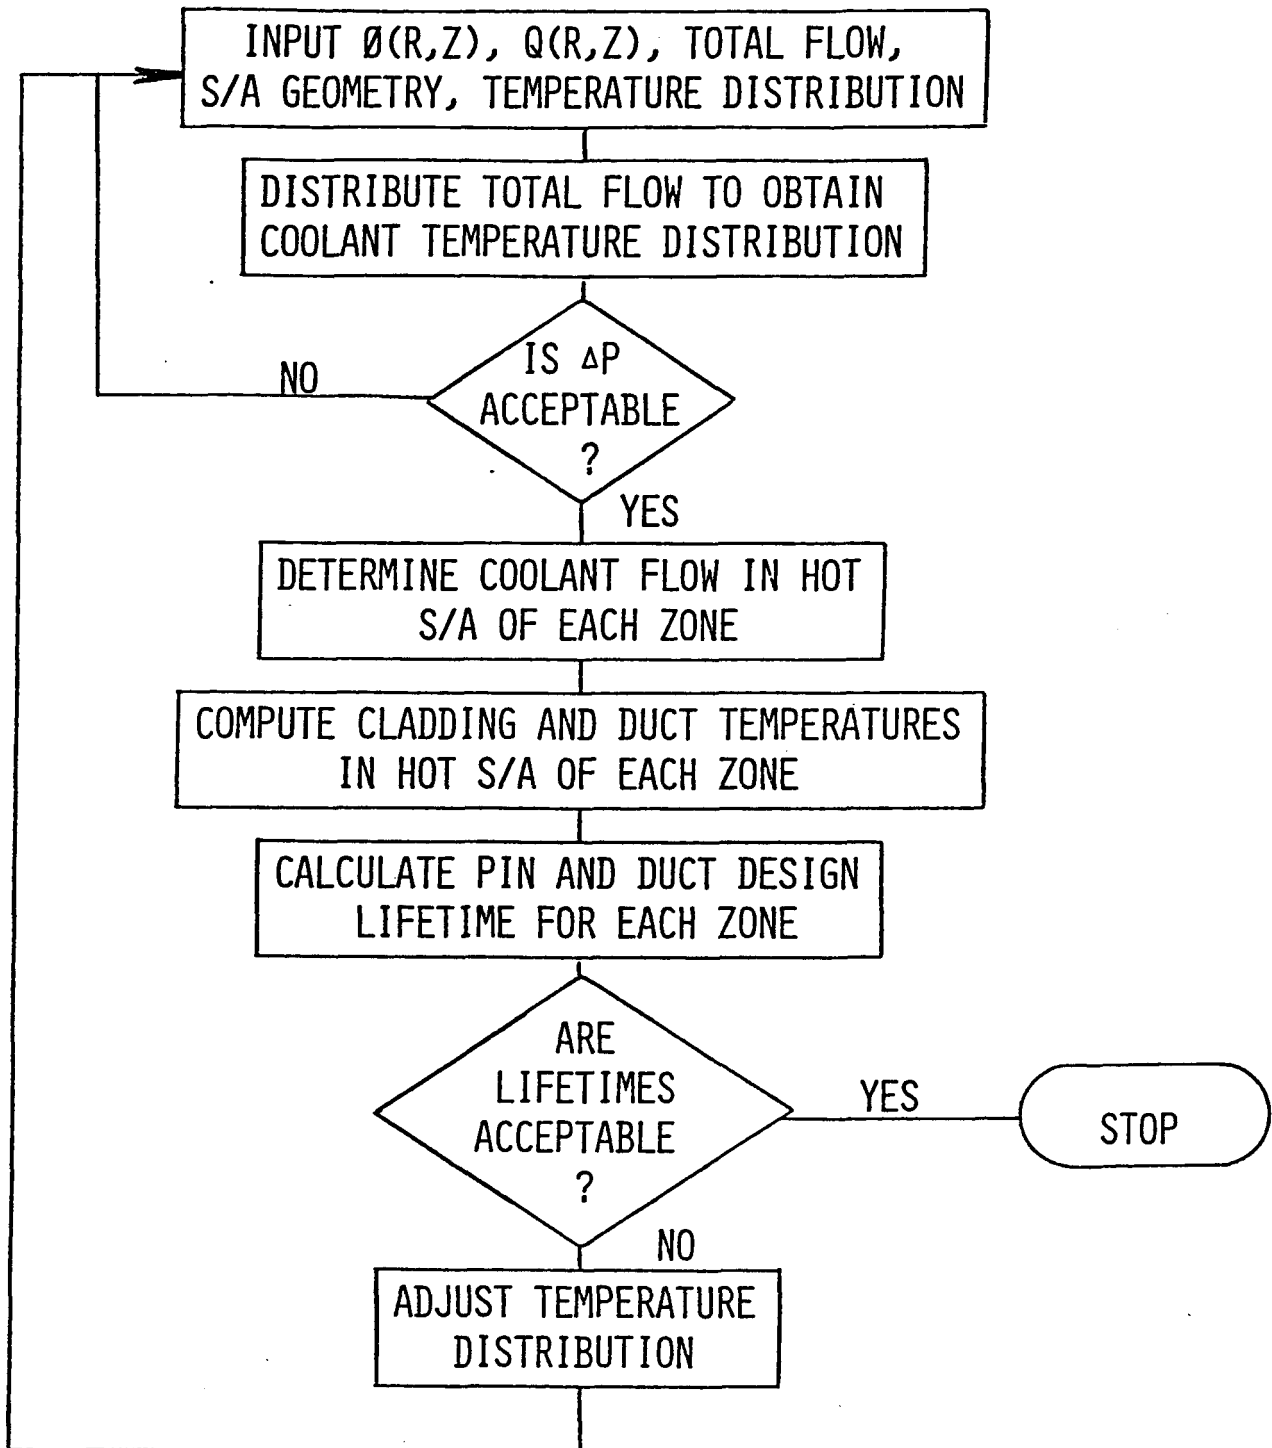 INPUT Ø(R,Z), Q(R,Z), TOTAL FLOW,
S/A GEOMETRY, TEMPERATURE DISTRIBUTION
DISTRIBUTE TOTAL FLOW TO OBTAIN
COOLANT TEMPERATURE DISTRIBUTION
IS ΔP
ACCEPTABLE
?
NO
YES
DETERMINE COOLANT FLOW IN HOT
S/A OF EACH ZONE
COMPUTE CLADDING AND DUCT TEMPERATURES
IN HOT S/A OF EACH ZONE
CALCULATE PIN AND DUCT DESIGN
LIFETIME FOR EACH ZONE
ARE
LIFETIMES
ACCEPTABLE
?
YES
STOP
NO
ADJUST TEMPERATURE
DISTRIBUTION